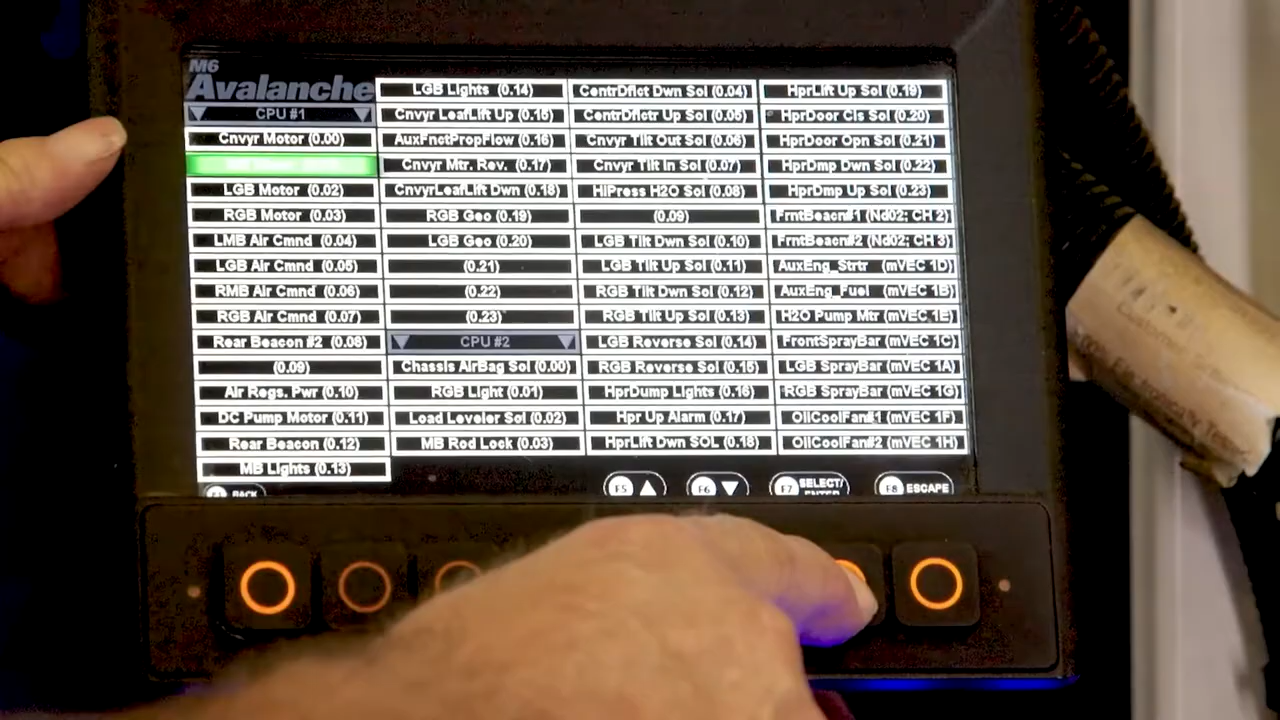 M6
Avalanche
CPU #1
Cnvyr Motor (0.00)
LGB Motor (0.02)
RGB Motor (0.03)
LMB Air Cmnd (0.04)
LGB Air Cmnd (0.05)
RMB Air Cmnd (0.06)
RGB Air Cmnd (0.07)
Rear Beacon #2 (0.08)
(0.09)
Air Regs. Pwr (0.10)
DC Pump Motor (0.11)
Rear Beacon (0.12)
MB Lights (0.13)
LGB Lights (0.14)
Cnvyr LeafLift Up (0.15)
AuxFnctPropFlow (0.16)
Cnvyr Mtr. Rev. (0.17)
CnvyrLeafLift Dwn (0.18)
RGB Geo (0.19)
LGB Geo (0.20)
(0.21)
(0.22)
(0.23)
CPU #2
Chassis AirBag Sol (0.00)
RGB Light (0.01)
Load Leveler Sol (0.02)
MB Rod Lock (0.03)
CentrDflct Dwn Sol (0.04)
CentrDflctr Up Sol (0.05)
Cnvyr Tilt Out Sol (0.06)
Cnvyr Tilt In Sol (0.07)
HiPress H2O Sol (0.08)
(0.09)
LGB Tilt Dwn Sol (0.10)
LGB Tilt Up Sol (0.11)
RGB Tilt Dwn Sol (0.12)
RGB Tilt Up Sol (0.13)
LGB Reverse Sol (0.14)
RGB Reverse Sol (0.15)
HprDump Lights (0.16)
Hpr Up Alarm (0.17)
HprLift Dwn SOL (0.18)
HprLift Up Sol (0.19)
HprDoor Cls Sol (0.20)
HprDoor Opn Sol (0.21)
HprDmp Dwn Sol (0.22)
HprDmp Up Sol (0.23)
FrntBeacn#1 (Nd02; CH 2)
FrntBeacn#2 (Nd02; CH 3)
AuxEng_Strtr (mVEC 1D)
AuxEng_Fuel (mVEC 1B)
H2O Pump Mtr (mVEC 1E)
FrontSprayBar (mVEC 1C)
LGB SprayBar (mVEC 1A)
RGB SprayBar (mVEC 1G)
OilCoolFan#1 (mVEC 1F)
OilCoolFan#2 (mVEC 1H)
BACK
F5
F6
F7 SELECT/
ENTER
F8 ESCAPE